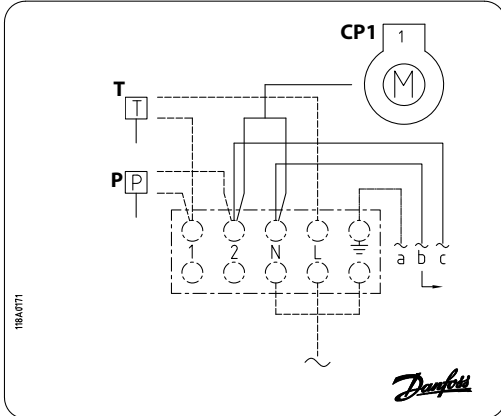 CP1 1
M
T T
P P
1 2 N L
a b c
118A0171
Danfoss